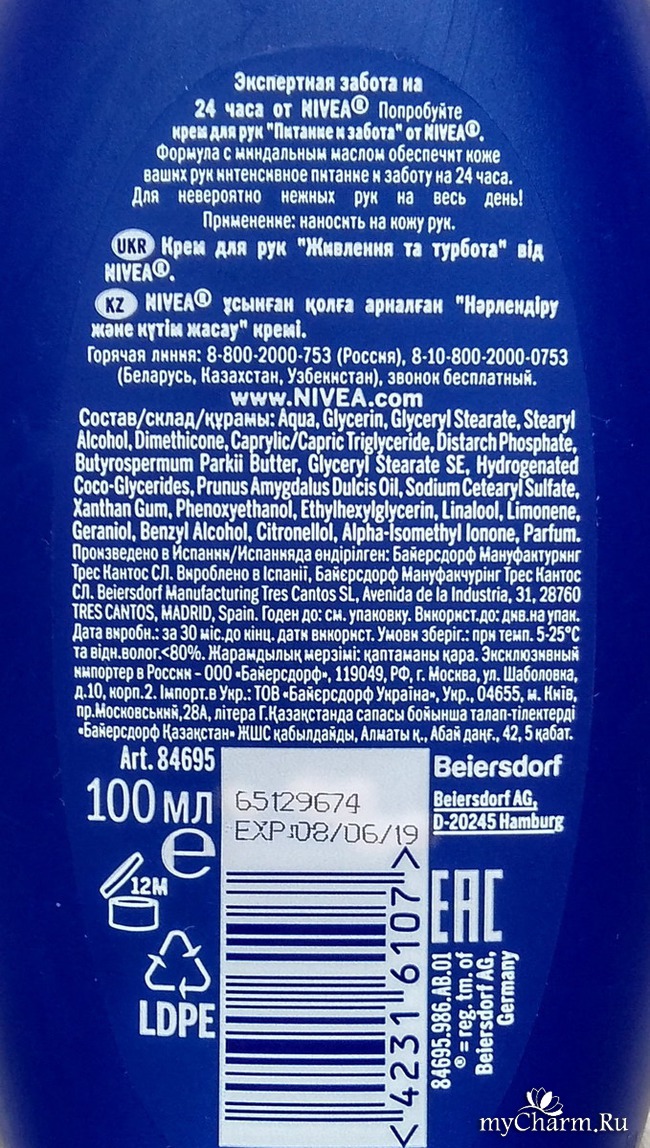 Экспертная забота на
24 часа от NIVEA® Попробуйте
крем для рук "Питание и забота" от NIVEA®.
Формула с миндальным маслом обеспечит коже
ваших рук интенсивное питание и заботу на 24 часа.
Для невероятно нежных рук на весь день!
Применение: наносить на кожу рук.
UKR Крем для рук "Живлення та турбота" від
NIVEA®.
KZ NIVEA® ұсынған қолға арналған "Нәрлендіру
және күтім жасау" кремі.
Горячая линия: 8-800-2000-753 (Россия), 8-10-800-2000-0753
(Беларусь, Казахстан, Узбекистан), звонок бесплатный.
www.NIVEA.com
Состав/склад/құрамы: Aqua, Glycerin, Glyceryl Stearate, Stearyl
Alcohol, Dimethicone, Caprylic/Capric Triglyceride, Distarch Phosphate,
Butyrospermum Parkii Butter, Glyceryl Stearate SE, Hydrogenated
Coco-Glycerides, Prunus Amygdalus Dulcis Oil, Sodium Cetearyl Sulfate,
Xanthan Gum, Phenoxyethanol, Ethylhexylglycerin, Linalool, Limonene,
Geraniol, Benzyl Alcohol, Citronellol, Alpha-Isomethyl Ionone, Parfum.
Произведено в Испании/Испанияда өндірілген: Байерсдорф Мануфактуринг
Трес Кантос СЛ. Вироблено в Іспанії, Байєрсдорф Мануфакчурінг Трес Кантос
СЛ. Beiersdorf Manufacturing Tres Cantos SL, Avenida de la Industria, 31, 28760
TRES CANTOS, MADRID, Spain. Годен до: см. упаковку. Використ.до: див.на упак.
Дата виробн.: за 30 міс.до кінц. дати використ. Умови зберіг.: при темп. 5-25°C
та відн.волог.<80%. Жарамдылық мерзімі: қаптаманы қара. Эксклюзивный
импортер в России – ООО «Байерсдорф», 119049, РФ, г. Москва, ул. Шаболовка,
д.10, корп.2. Імпорт.в Укр.: ТОВ «Байєрсдорф Україна», Укр., 04655, м. Київ,
пр.Московський,28А, літера Г.Қазақстанда сапасы бойынша талап-тілектерді
«Байерсдорф Қазақстан» ЖШС қабылдайды, Алматы қ., Абай даңғ., 42, 5 қабат.
Art. 84695
100 мл
e
12M
LDPE
65129674
EXP:08/06/19
< 4231 6107 >
Beiersdorf
Beiersdorf AG,
D-20245 Hamburg
EAC
84695.986.AB.01
® = reg. tm. of
Beiersdorf AG,
Germany
myCharm.Ru